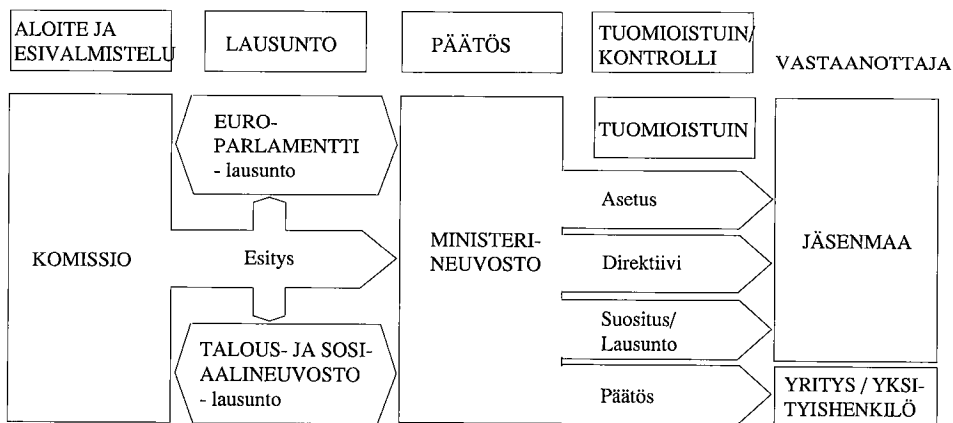 ALOITE JA
ESIVALMISTELU
LAUSUNTO
PÄÄTÖS
TUOMIOISTUIN/
KONTROLLI
VASTAANOTTAJA
KOMISSIO
EURO-
PARLAMENTTI
- lausunto
Esitys
TALOUS- JA SOSI-
AALINEUVOSTO
- lausunto
MINISTERI-
NEUVOSTO
TUOMIOISTUIN
Asetus
Direktiivi
Suositus/
Lausunto
Päätös
JÄSENMAA
YRITYS / YKSI-
TYISHENKILÖ